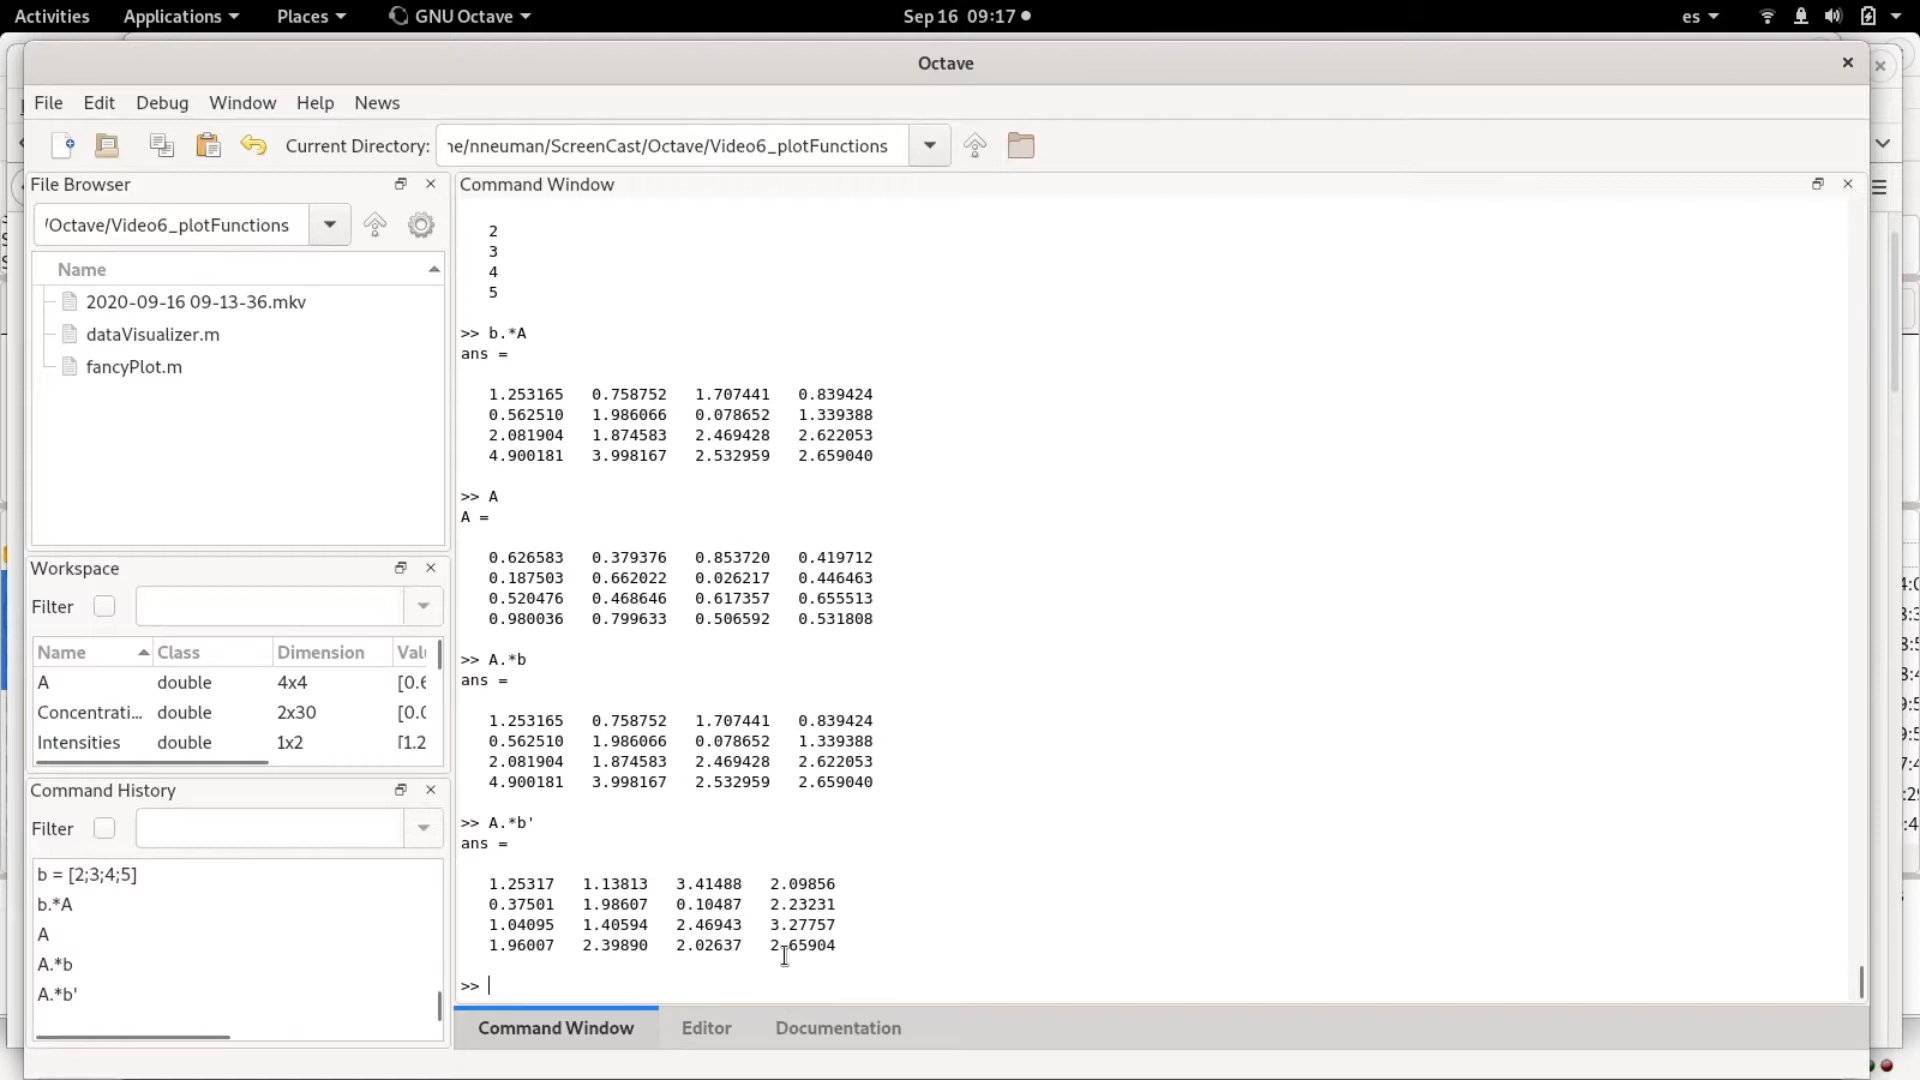 Activities Applications Places GNU Octave Sep 16 09:17 es
Octave
File Edit Debug Window Help News
Current Directory: ne/nneuman/ScreenCast/Octave/Video6_plotFunctions
File Browser
/Octave/Video6_plotFunctions
Name
2020-09-16 09-13-36.mkv
dataVisualizer.m
fancyPlot.m
Workspace
Filter
Name Class Dimension Valu
A double 4x4 [0.6
Concentrati... double 2x30 [0.0
Intensities double 1x2 [1.2
Command History
Filter
b = [2;3;4;5]
b.*A
A
A.*b
A.*b'
Command Window
2
3
4
5
>> b.*A
ans =
1.253165 0.758752 1.707441 0.839424
0.562510 1.986066 0.078652 1.339388
2.081904 1.874583 2.469428 2.622053
4.900181 3.998167 2.532959 2.659040
>> A
A =
0.626583 0.379376 0.853720 0.419712
0.187503 0.662022 0.026217 0.446463
0.520476 0.468646 0.617357 0.655513
0.980036 0.799633 0.506592 0.531808
>> A.*b
ans =
1.253165 0.758752 1.707441 0.839424
0.562510 1.986066 0.078652 1.339388
2.081904 1.874583 2.469428 2.622053
4.900181 3.998167 2.532959 2.659040
>> A.*b'
ans =
1.25317 1.13813 3.41488 2.09856
0.37501 1.98607 0.10487 2.23231
1.04095 1.40594 2.46943 3.27757
1.96007 2.39890 2.02637 2.65904
>>
Command Window Editor Documentation